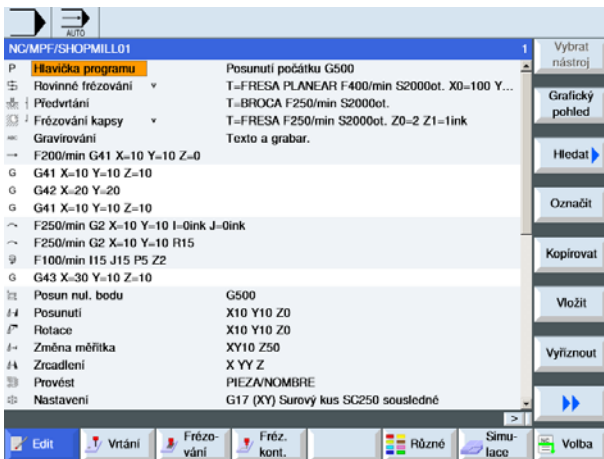 AUTO
NC/MPF/SHOPMILL01 1
P Hlavička programu Posunutí počátku G500
Rovinné frézování v T=FRESA PLANEAR F400/min S2000ot. X0=100 Y...
Předvrtání T=BROCA F250/min S2000ot.
Frézování kapsy v T=FRESA F250/min S2000ot. Z0=2 Z1=1ink
ABC Gravírování Texto a grabar.
F200/min G41 X=10 Y=10 Z=0
G G41 X=10 Y=10 Z=10
G G42 X=20 Y=20
G G41 X=10 Y=10 Z=10
F250/min G2 X=10 Y=10 I=0ink J=0ink
F250/min G2 X=10 Y=10 R15
F100/min I15 J15 P5 Z2
G G43 X=30 Y=10 Z=10
Posun nul. bodu G500
Posunutí X10 Y10 Z0
Rotace X10 Y10 Z0
Změna měřítka XY10 Z50
Zrcadlení X YY Z
Provést PIEZA/NOMBRE
Nastavení G17 (XY) Surový kus SC250 sousledné
>
Vybrat
nástroj
Grafický
pohled
Hledat
Označit
Kopírovat
Vložit
Vyříznout
Edit
Vrtání
Frézo-
vání
Fréz.
kont.
Různé
Simu-
lace
Volba